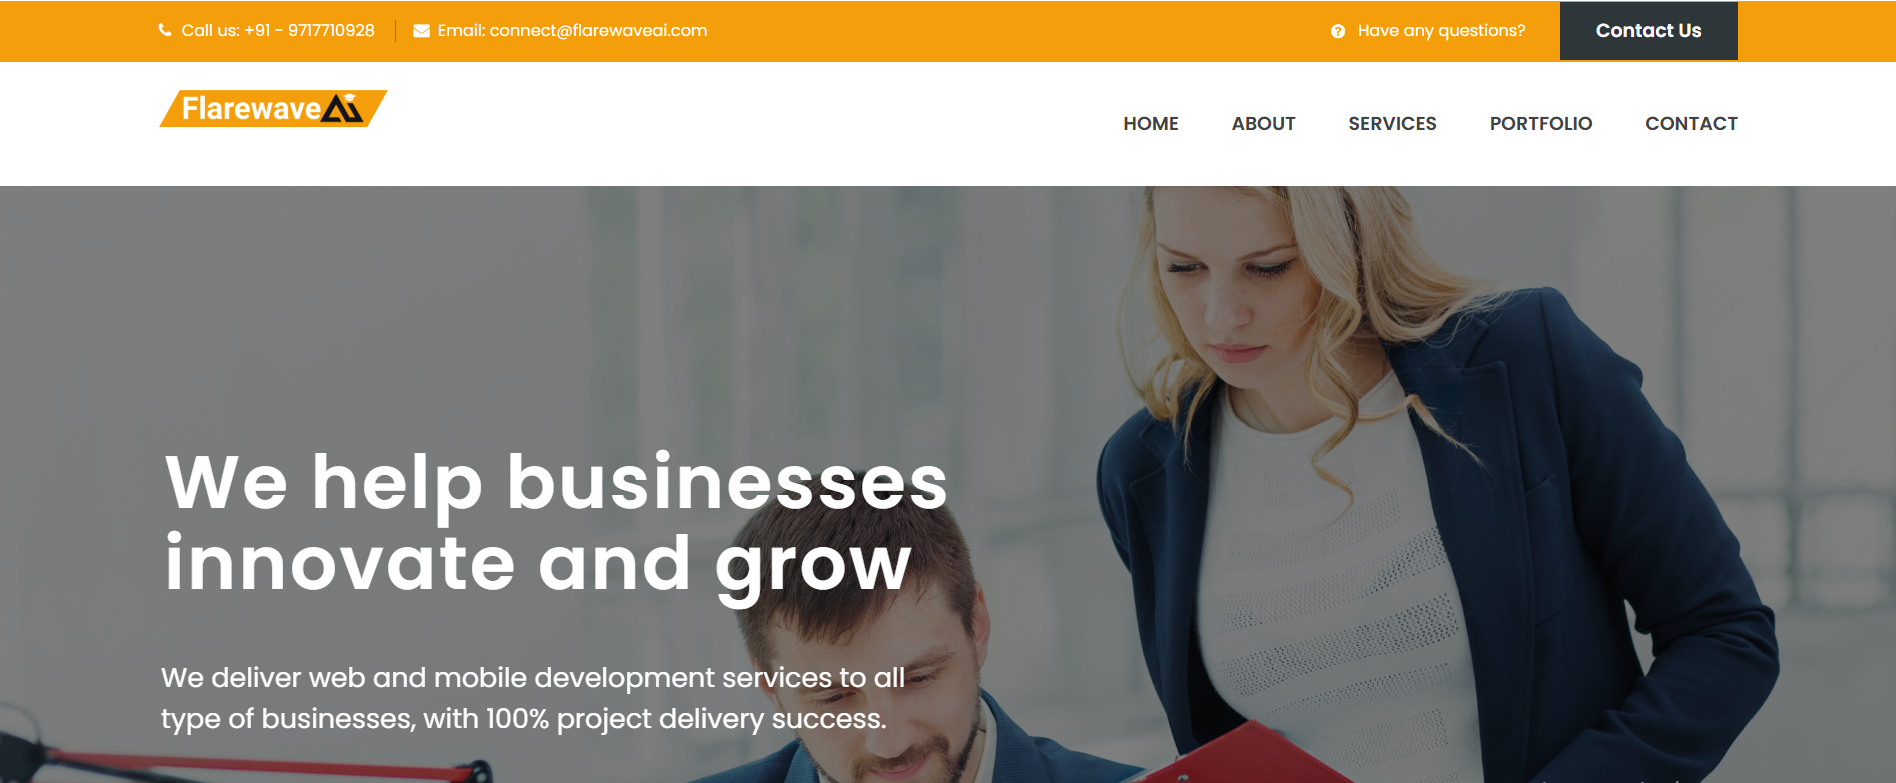 Call us: +91 - 9717710928
Email: connect@flarewaveai.com
Have any questions?
Contact Us
FlarewaveAi
HOME
ABOUT
SERVICES
PORTFOLIO
CONTACT
We help businesses
innovate and grow
We deliver web and mobile development services to all
type of businesses, with 100% project delivery success.